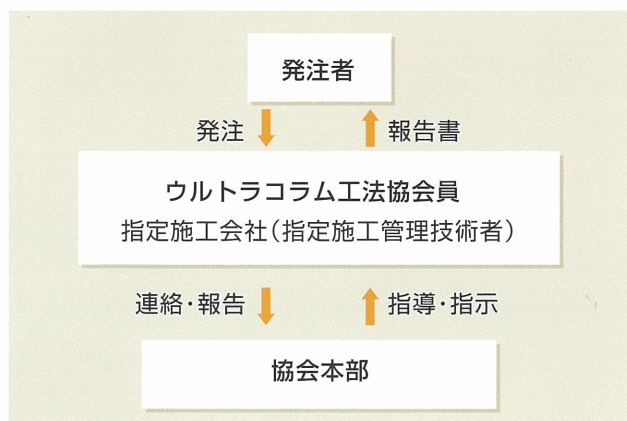 発注者
発注
報告書
ウルトラコラム工法協会員
指定施工会社(指定施工管理技術者)
連絡・報告
指導・指示
協会本部